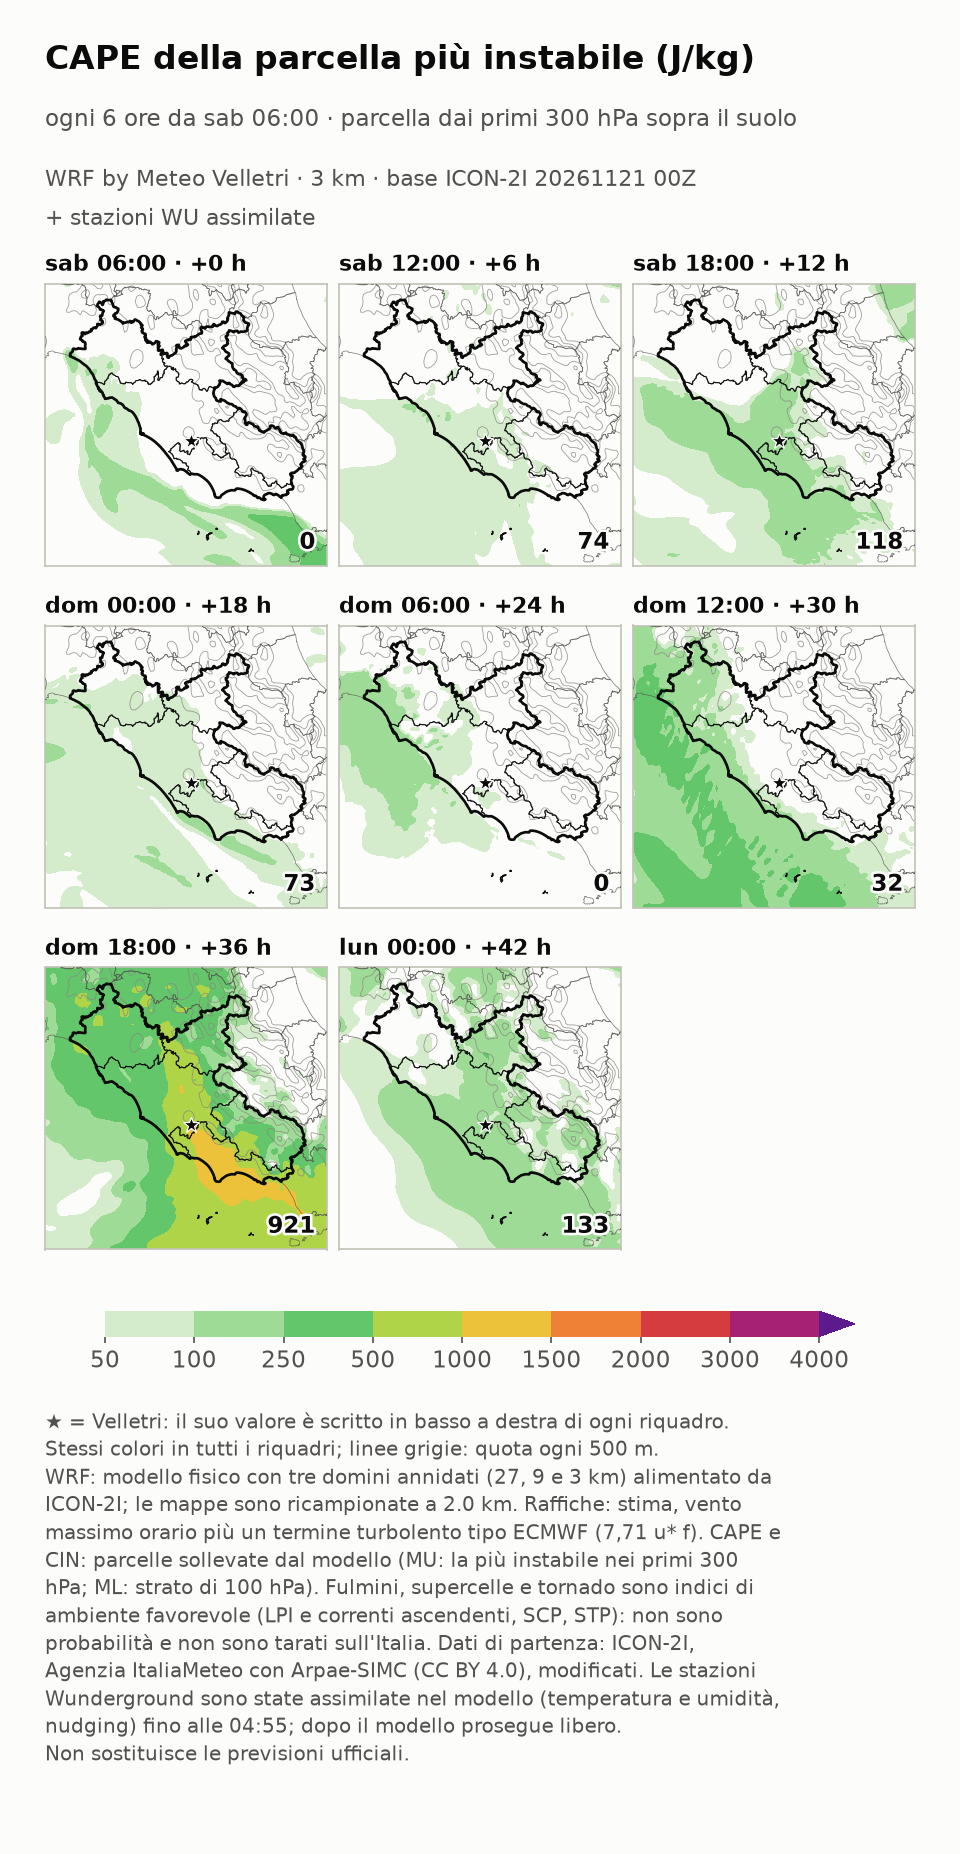 CAPE della parcella più instabile (J/kg)
ogni 6 ore da sab 06:00 · parcella dai primi 300 hPa sopra il suolo
WRF by Meteo Velletri · 3 km · base ICON-2I 20261121 00Z
+ stazioni WU assimilate
sab 06:00 · +0 h
sab 12:00 · +6 h
sab 18:00 · +12 h
0
74
118
dom 00:00 · +18 h
dom 06:00 · +24 h
dom 12:00 · +30 h
73
0
32
dom 18:00 · +36 h
lun 00:00 · +42 h
921
133
50 100 250 500 1000 1500 2000 3000 4000
★ = Velletri: il suo valore è scritto in basso a destra di ogni riquadro.
Stessi colori in tutti i riquadri; linee grigie: quota ogni 500 m.
WRF: modello fisico con tre domini annidati (27, 9 e 3 km) alimentato da
ICON-2I; le mappe sono ricampionate a 2.0 km. Raffiche: stima, vento
massimo orario più un termine turbolento tipo ECMWF (7,71 u* f). CAPE e
CIN: parcelle sollevate dal modello (MU: la più instabile nei primi 300
hPa; ML: strato di 100 hPa). Fulmini, supercelle e tornado sono indici di
ambiente favorevole (LPI e correnti ascendenti, SCP, STP): non sono
probabilità e non sono tarati sull'Italia. Dati di partenza: ICON-2I,
Agenzia ItaliaMeteo con Arpae-SIMC (CC BY 4.0), modificati. Le stazioni
Wunderground sono state assimilate nel modello (temperatura e umidità,
nudging) fino alle 04:55; dopo il modello prosegue libero.
Non sostituisce le previsioni ufficiali.